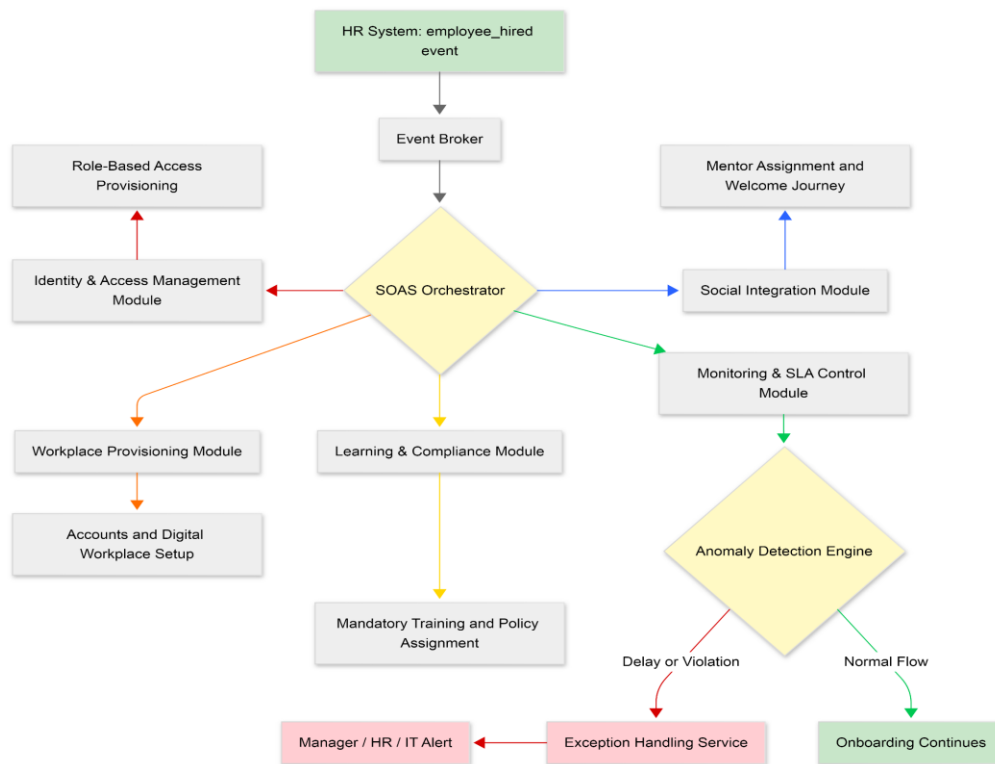 HR System: employee_hired
event
Event Broker
Role-Based Access
Provisioning
Mentor Assignment and
Welcome Journey
Identity & Access Management
Module
SOAS Orchestrator
Social Integration Module
Monitoring & SLA Control
Module
Workplace Provisioning Module
Learning & Compliance Module
Accounts and Digital
Workplace Setup
Anomaly Detection Engine
Mandatory Training and Policy
Assignment
Delay or Violation
Normal Flow
Manager / HR / IT Alert
Exception Handling Service
Onboarding Continues